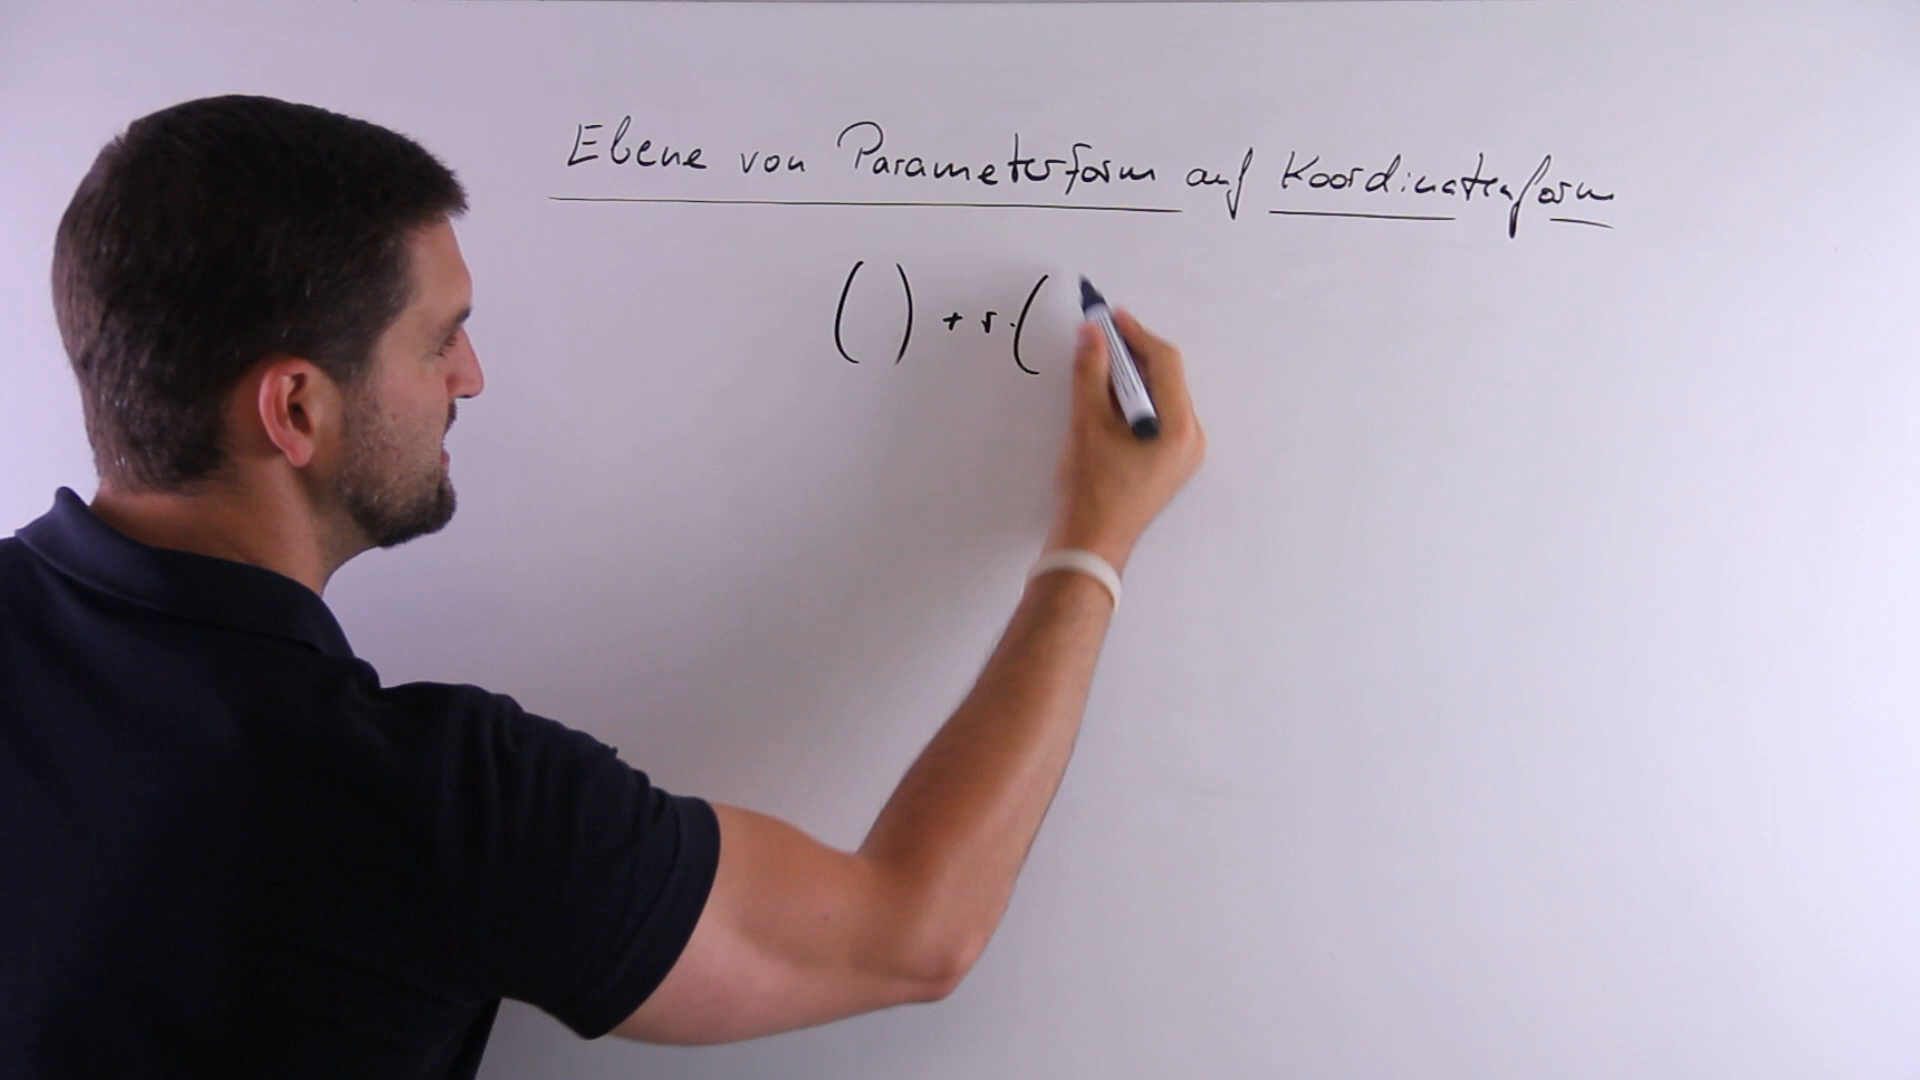 Ebene von Parameterform auf Koordinatenform
( ) + r · (